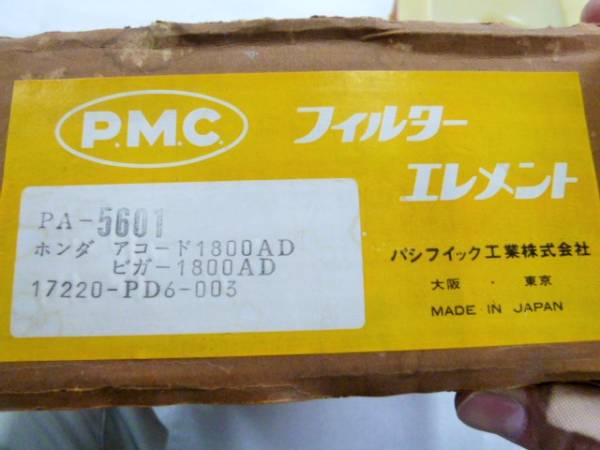 P.M.C.
フィルター
エレメント
PA-5601
ホンダ アコード1800AD
ビガー1800AD
17220-PD6-003
パシフイック工業株式会社
大阪 ・ 東京
MADE IN JAPAN